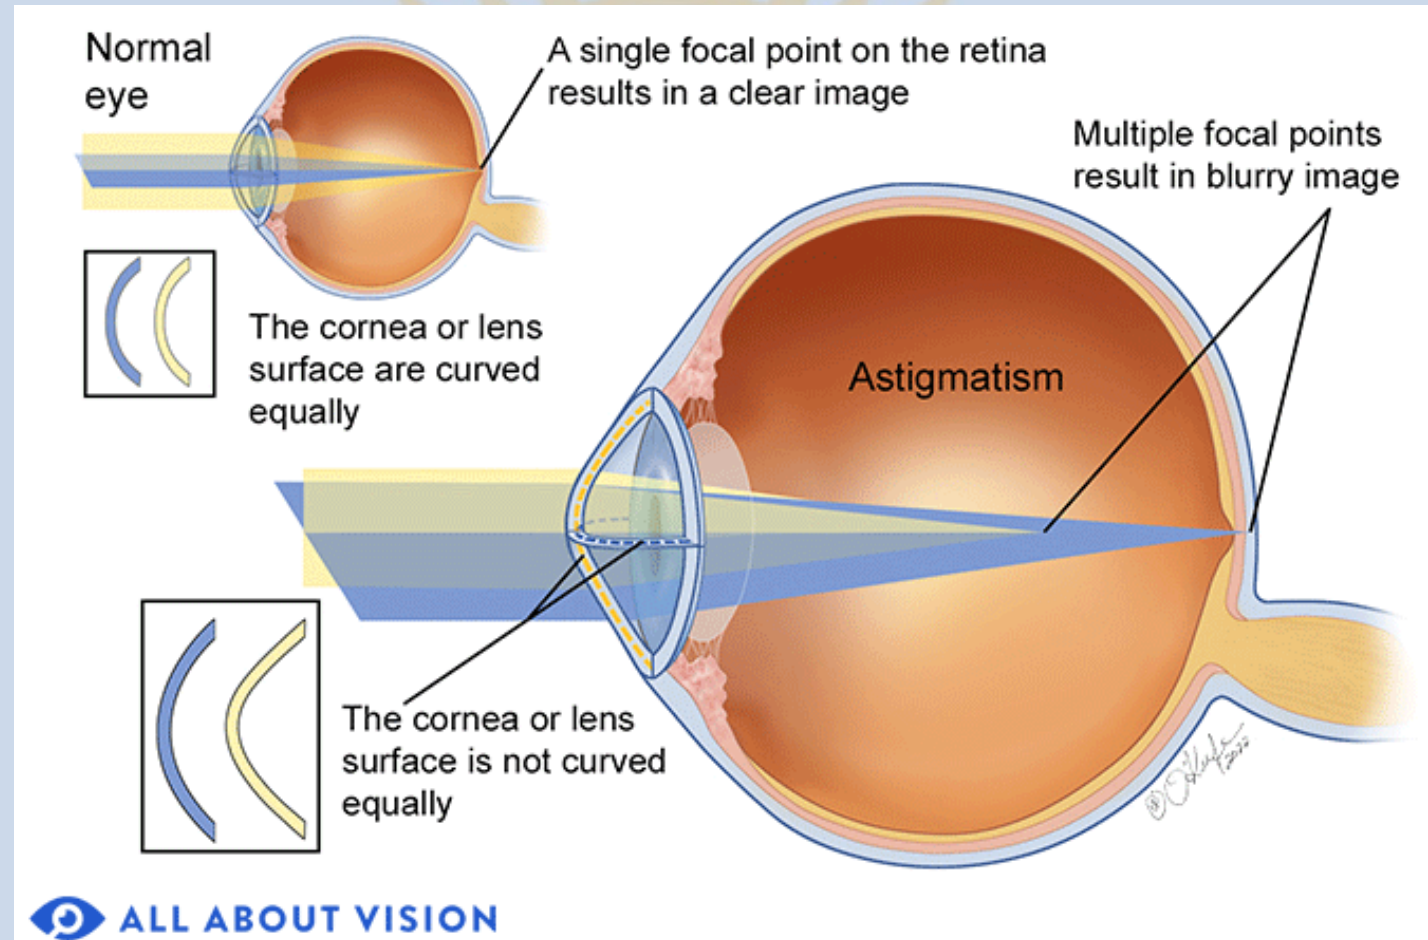 Normal
eye
A single focal point on the retina
results in a clear image
Multiple focal points
result in blurry image
The cornea or lens
surface are curved
equally
Astigmatism
The cornea or lens
surface is not curved
equally
2022
ALL ABOUT VISION